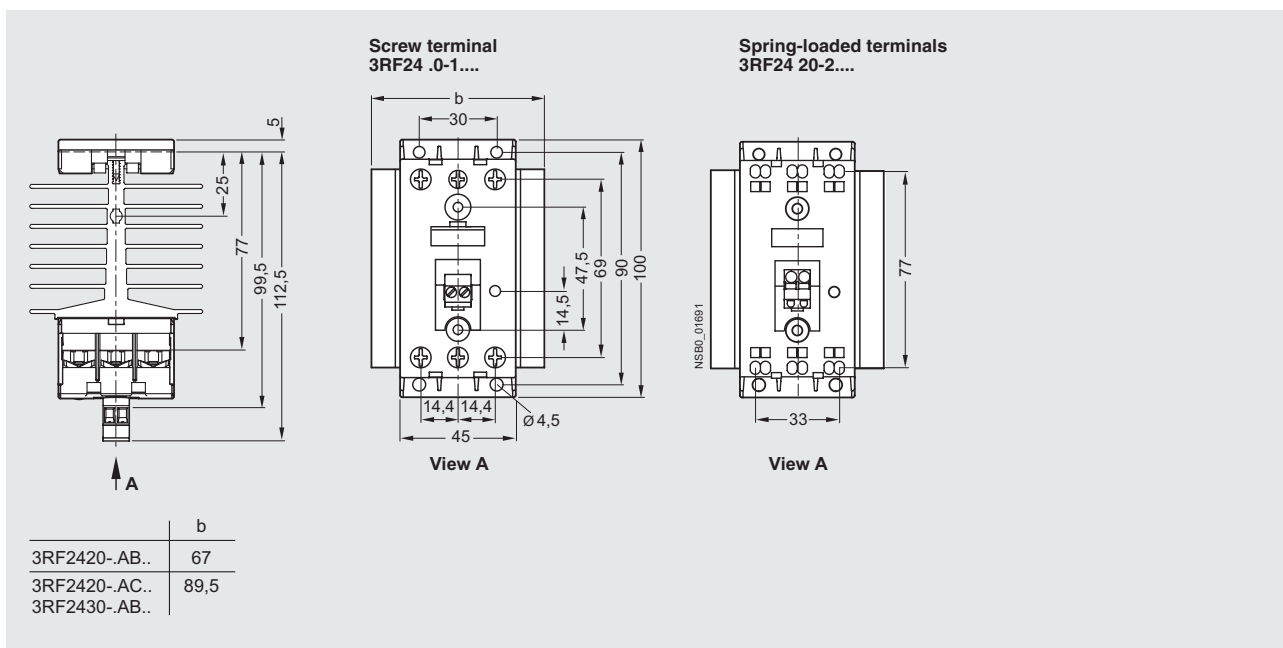 Screw terminal
3RF24 .0-1....
Spring-loaded terminals
3RF24 20-2....
b
30
5
25
77
99,5
112,5
14,5
47,5
69
90
100
77
NSB0_01691
14,4 14,4
Ø 4,5
45
33
View A
View A
A
b
3RF2420-.AB.. 67
3RF2420-.AC.. 89,5
3RF2430-.AB..